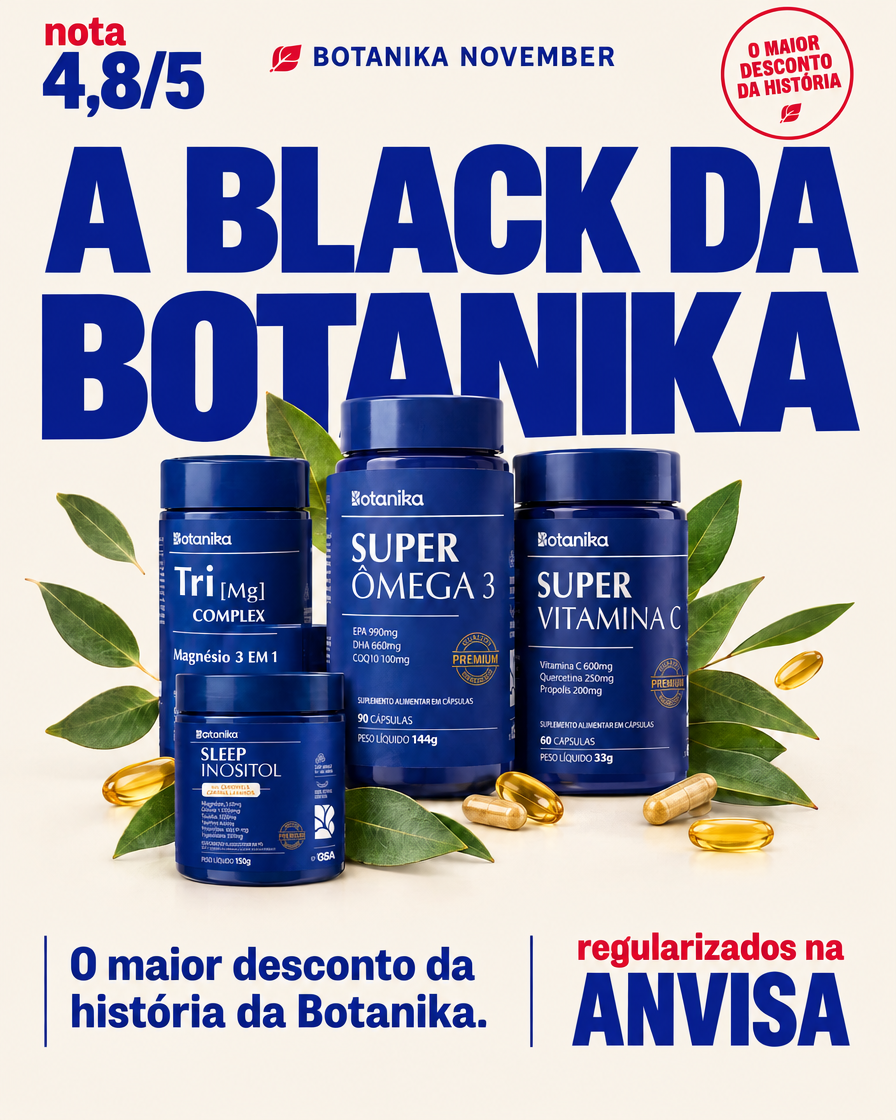 nota
4,8/5
BOTANIKA NOVEMBER
O MAIOR
DESCONTO
DA HISTÓRIA
A BLACK DA
BOTANIKA
Botanika
Tri [Mg]
COMPLEX
Magnésio 3 EM 1
Botanika
SUPER
ÔMEGA 3
EPA 990mg
DHA 660mg
COQ10 100mg
PREMIUM
SUPLEMENTO ALIMENTAR EM CÁPSULAS
90 CÁPSULAS
PESO LÍQUIDO 144g
Botanika
SUPER
VITAMINA C
Vitamina C 600mg
Quercetina 250mg
Própolis 200mg
PREMIUM
SUPLEMENTO ALIMENTAR EM CÁPSULAS
60 CÁPSULAS
PESO LÍQUIDO 33g
Botanika
SLEEP
INOSITOL
PREMIUM
PESO LÍQUIDO 150g
O maior desconto da
história da Botanika.
regularizados na
ANVISA